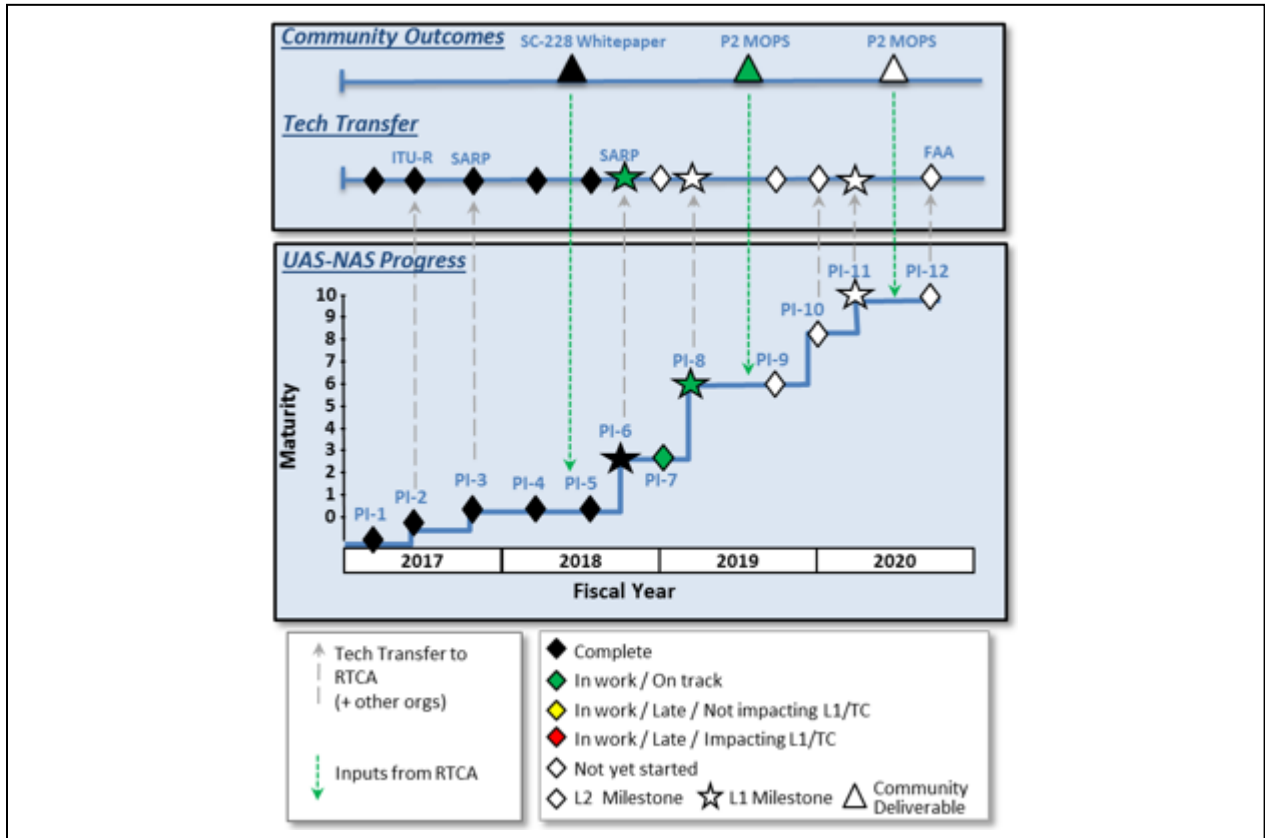 Community Outcomes
SC-228 Whitepaper
P2 MOPS
P2 MOPS
Tech Transfer
ITU-R
SARP
SARP
FAA
UAS-NAS Progress
PI-11
PI-12
PI-10
PI-8
PI-9
PI-6
PI-7
PI-3
PI-4
PI-5
PI-2
PI-1
Maturity
10
9
8
7
6
5
4
3
2
1
0
2017
2018
2019
2020
Fiscal Year
Tech Transfer to
RTCA
(+ other orgs)
Inputs from RTCA
Complete
In work / On track
In work / Late / Not impacting L1/TC
In work / Late / Impacting L1/TC
Not yet started
L2 Milestone
L1 Milestone
Community
Deliverable